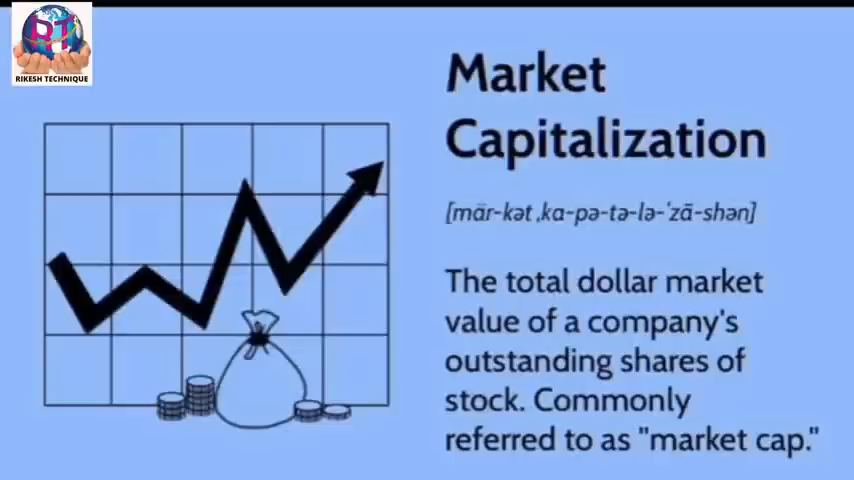 RT
RIKESH TECHNIQUE
Market
Capitalization
[mär-kət ˌka-pə-tə-lə-ˈzā-shən]
The total dollar market
value of a company's
outstanding shares of
stock. Commonly
referred to as "market cap."